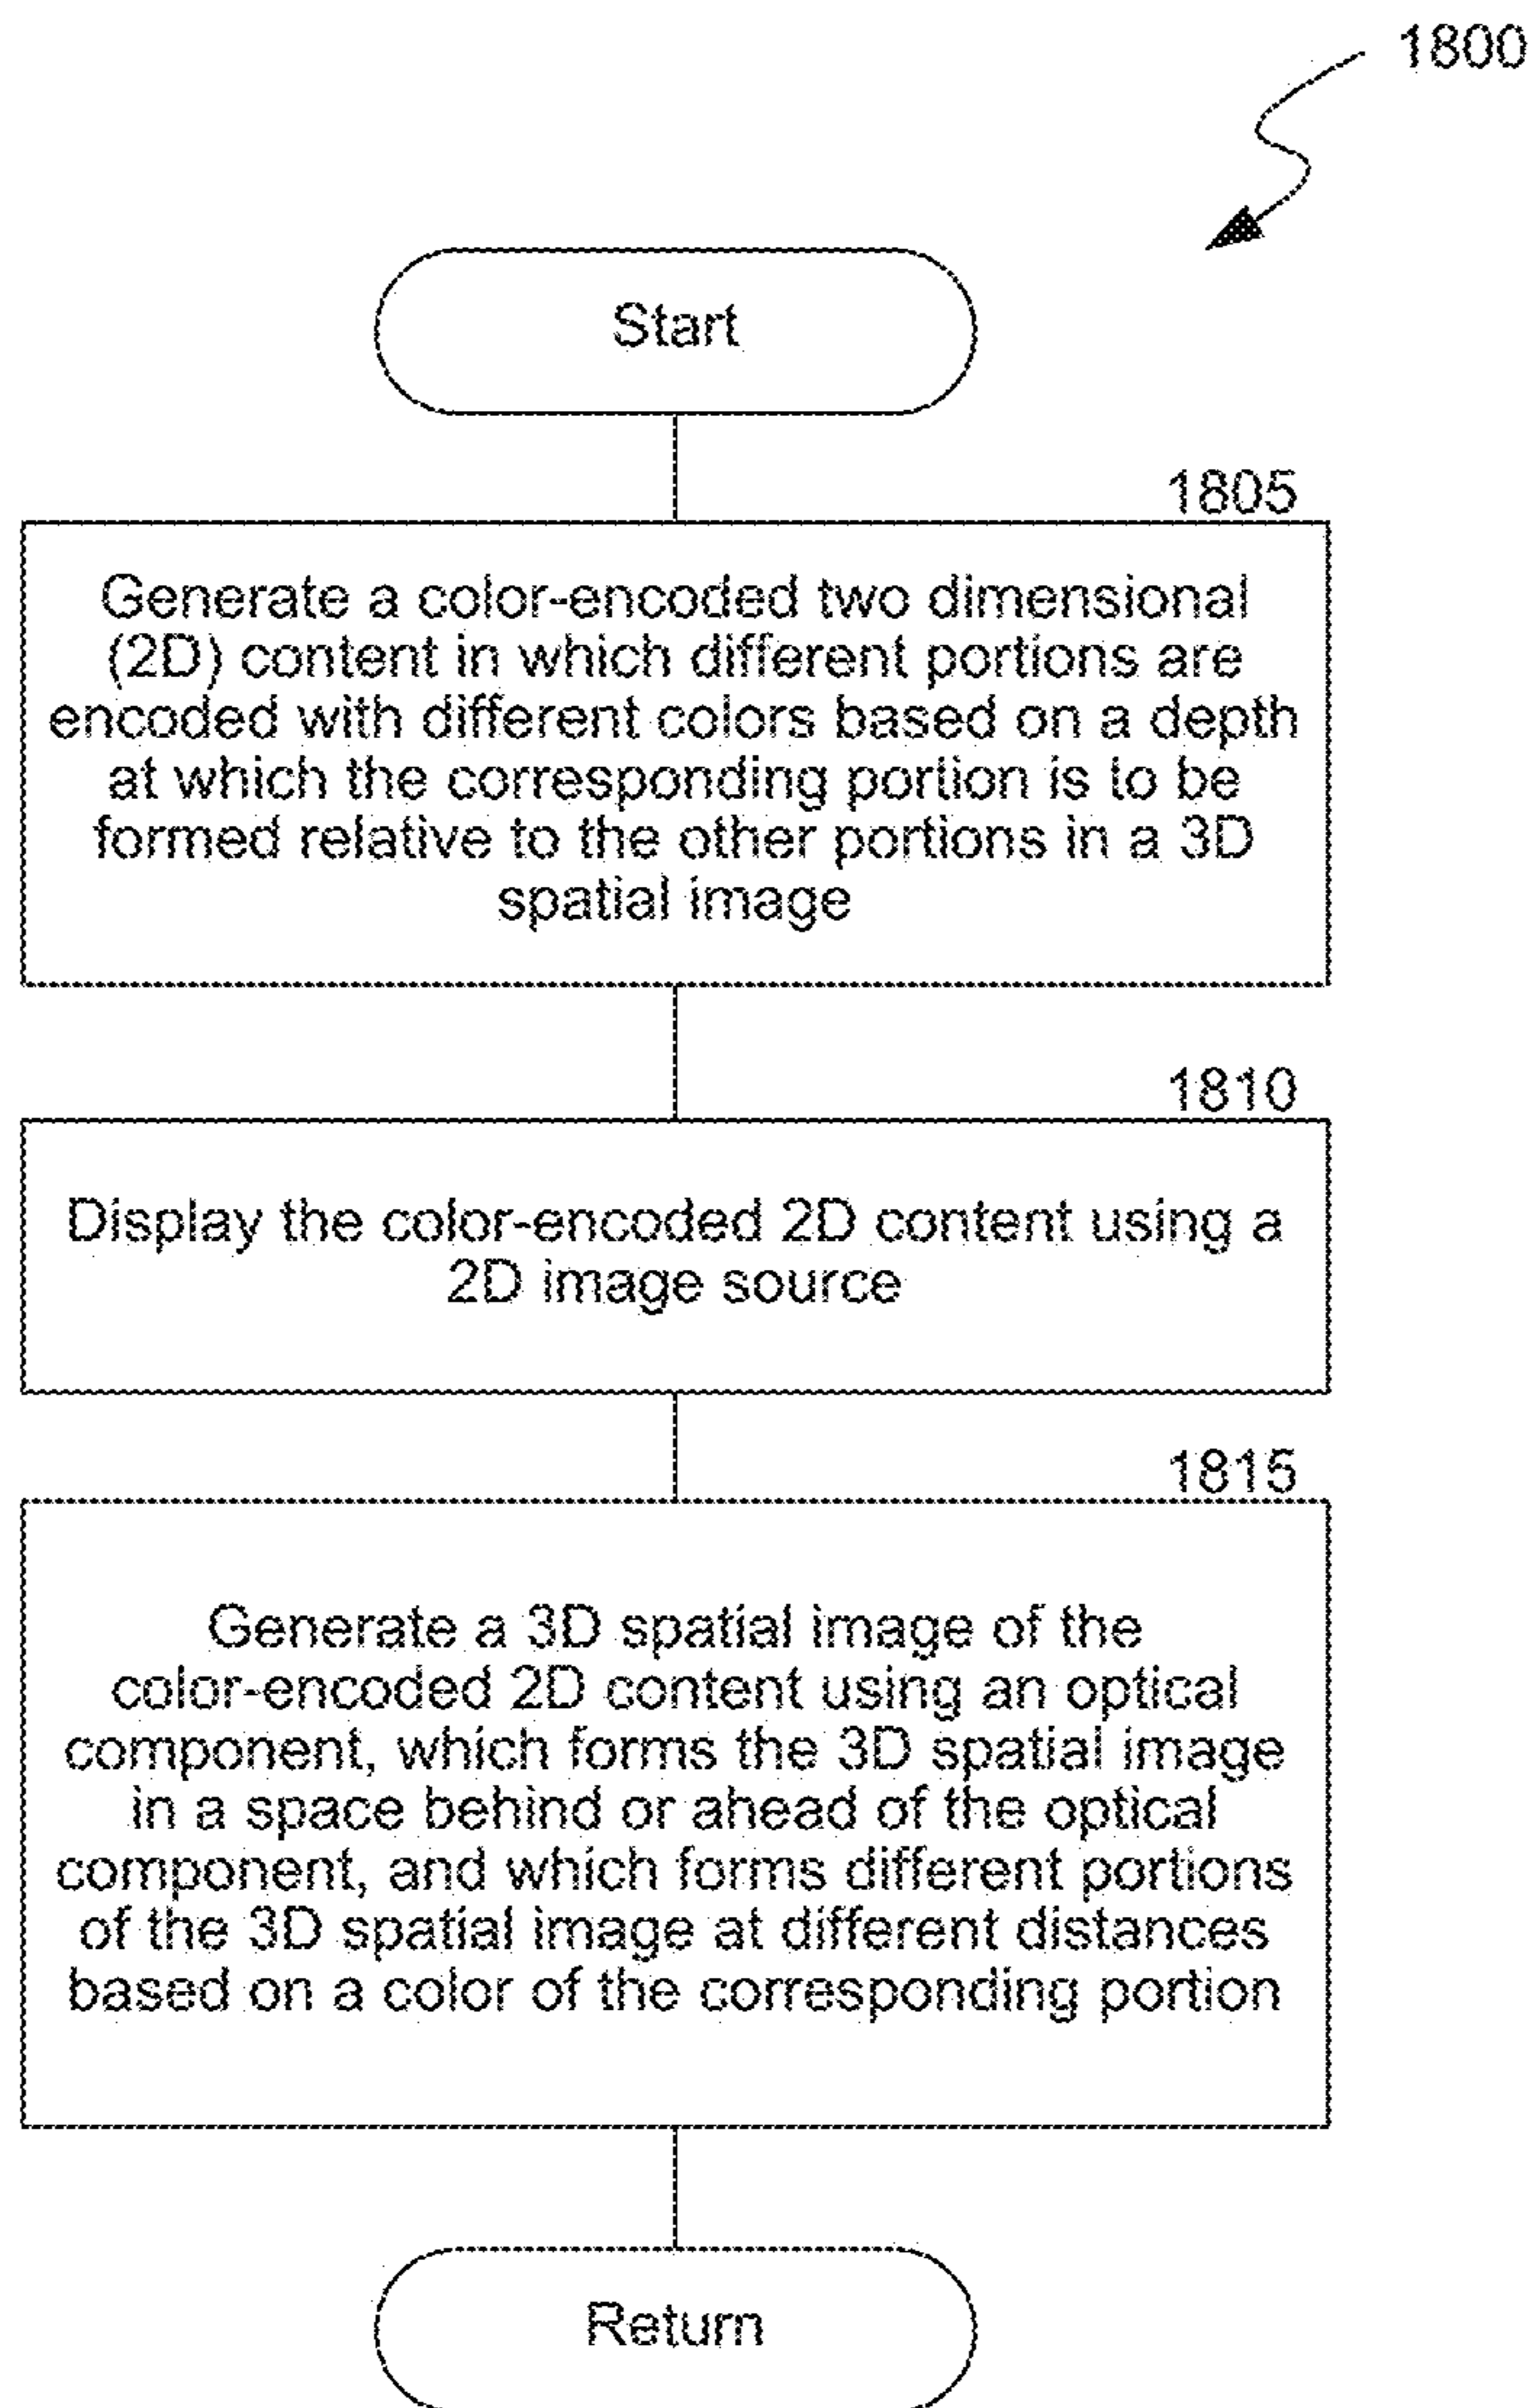 1800
Start
1805
Generate a color-encoded two dimensional
(2D) content in which different portions are
encoded with different colors based on a depth
at which the corresponding portion is to be
formed relative to the other portions in a 3D
spatial image
1810
Display the color-encoded 2D content using a
2D image source
1815
Generate a 3D spatial image of the
color-encoded 2D content using an optical
component, which forms the 3D spatial image
in a space behind or ahead of the optical
component, and which forms different portions
of the 3D spatial image at different distances
based on a color of the corresponding portion
Return